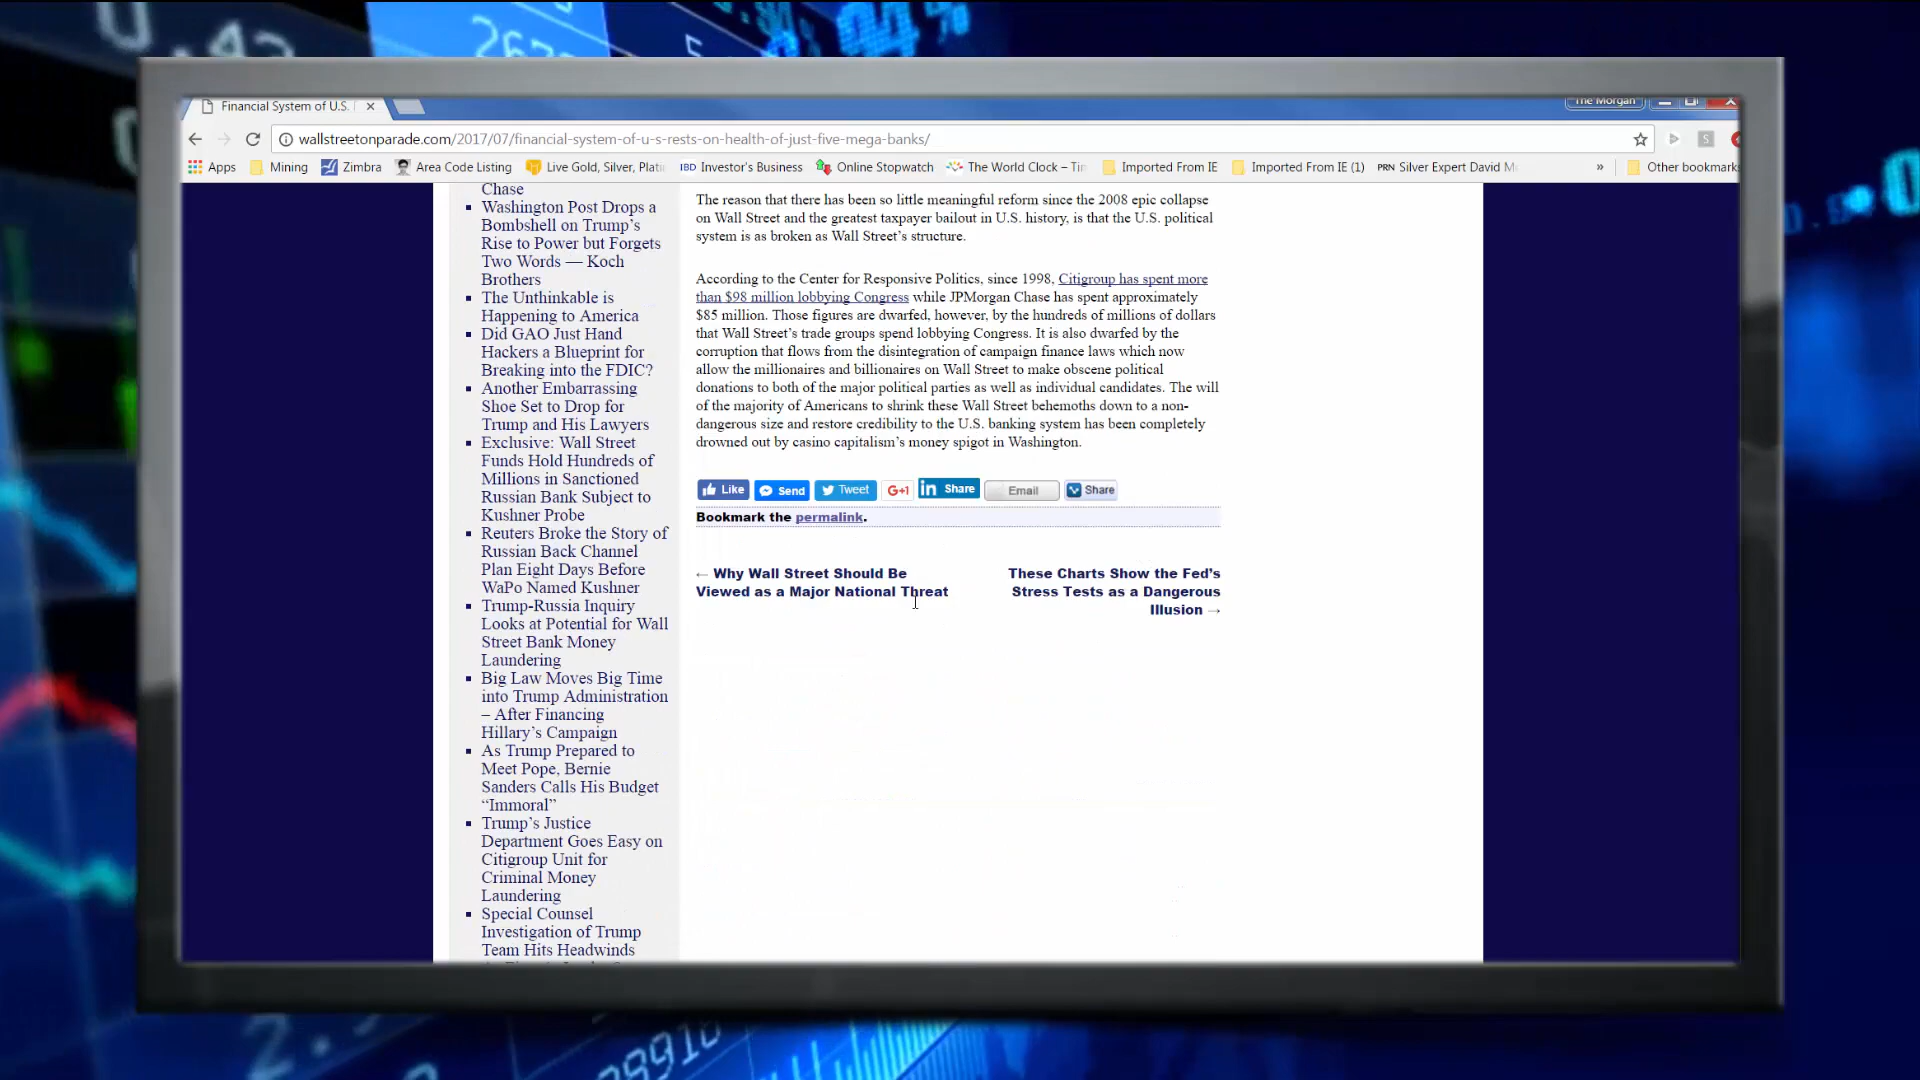 0.43
Financial System of U.S.
The Morgan
wallstreetonparade.com/2017/07/financial-system-of-u-s-rests-on-health-of-just-five-mega-banks/
Apps Mining Zimbra Area Code Listing Live Gold, Silver, Plati IBD Investor's Business Online Stopwatch The World Clock – Tim Imported From IE Imported From IE (1) PRN Silver Expert David M » Other bookmarks
Chase
Washington Post Drops a
Bombshell on Trump's
Rise to Power but Forgets
Two Words — Koch
Brothers
The Unthinkable is
Happening to America
Did GAO Just Hand
Hackers a Blueprint for
Breaking into the FDIC?
Another Embarrassing
Shoe Set to Drop for
Trump and His Lawyers
Exclusive: Wall Street
Funds Hold Hundreds of
Millions in Sanctioned
Russian Bank Subject to
Kushner Probe
Reuters Broke the Story of
Russian Back Channel
Plan Eight Days Before
WaPo Named Kushner
Trump-Russia Inquiry
Looks at Potential for Wall
Street Bank Money
Laundering
Big Law Moves Big Time
into Trump Administration
– After Financing
Hillary's Campaign
As Trump Prepared to
Meet Pope, Bernie
Sanders Calls His Budget
“Immoral”
Trump's Justice
Department Goes Easy on
Citigroup Unit for
Criminal Money
Laundering
Special Counsel
Investigation of Trump
Team Hits Headwinds
The reason that there has been so little meaningful reform since the 2008 epic collapse
on Wall Street and the greatest taxpayer bailout in U.S. history, is that the U.S. political
system is as broken as Wall Street's structure.
According to the Center for Responsive Politics, since 1998, Citigroup has spent more
than $98 million lobbying Congress while JPMorgan Chase has spent approximately
$85 million. Those figures are dwarfed, however, by the hundreds of millions of dollars
that Wall Street's trade groups spend lobbying Congress. It is also dwarfed by the
corruption that flows from the disintegration of campaign finance laws which now
allow the millionaires and billionaires on Wall Street to make obscene political
donations to both of the major political parties as well as individual candidates. The will
of the majority of Americans to shrink these Wall Street behemoths down to a non-
dangerous size and restore credibility to the U.S. banking system has been completely
drowned out by casino capitalism's money spigot in Washington.
Like Send Tweet G+1 in Share Email Share
Bookmark the permalink.
← Why Wall Street Should Be
Viewed as a Major National Threat
These Charts Show the Fed's
Stress Tests as a Dangerous
Illusion →